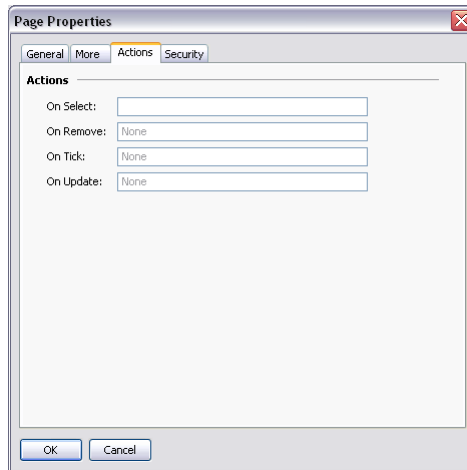 Page Properties
General More Actions Security
Actions
On Select:
On Remove: None
On Tick: None
On Update: None
OK Cancel